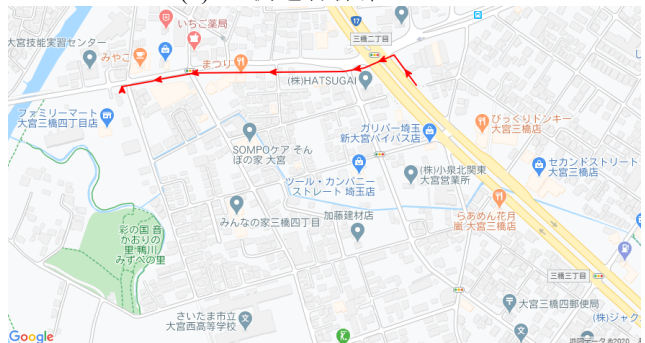 いちご薬局
17
三橋二丁目
大宮技能実習センター
みやこ
まつり
(株)HATSUGAI
ファミリーマート
大宮三橋四丁目店
ガリバー埼玉
新大宮バイパス店
びっくりドンキー
大宮三橋店
SOMPOケア そん
ぽの家 大宮
セカンドストリート
大宮三橋店
(株)小泉北関東
大宮営業所
ツール・カンパニー
ストレート 埼玉店
みんなの家三橋四丁目
加藤建材店
らあめん花月
嵐 大宮三橋店
彩の国 音
かおりの
里・鴨川
みずべの里
三橋三丁目
大宮三橋四郵便局
さいたま市立
大宮西高等学校
(株)ジャク
Google